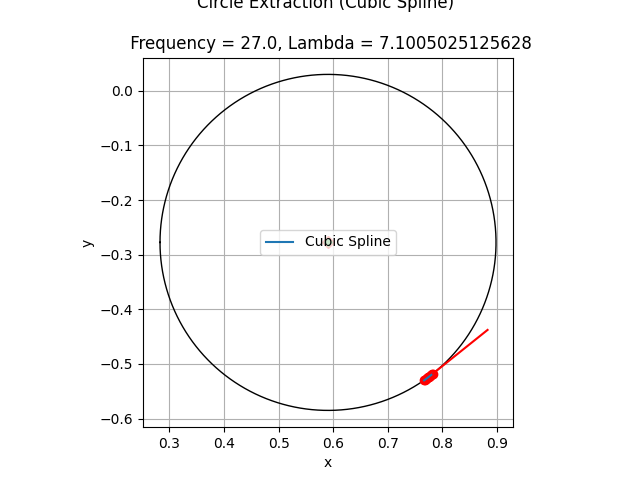 Circle Extraction (Cubic Spline)
Frequency = 27.0, Lambda = 7.1005025125628
0.0
−0.1
−0.2
−0.3
−0.4
−0.5
−0.6
y
Cubic Spline
0.3 0.4 0.5 0.6 0.7 0.8 0.9
x